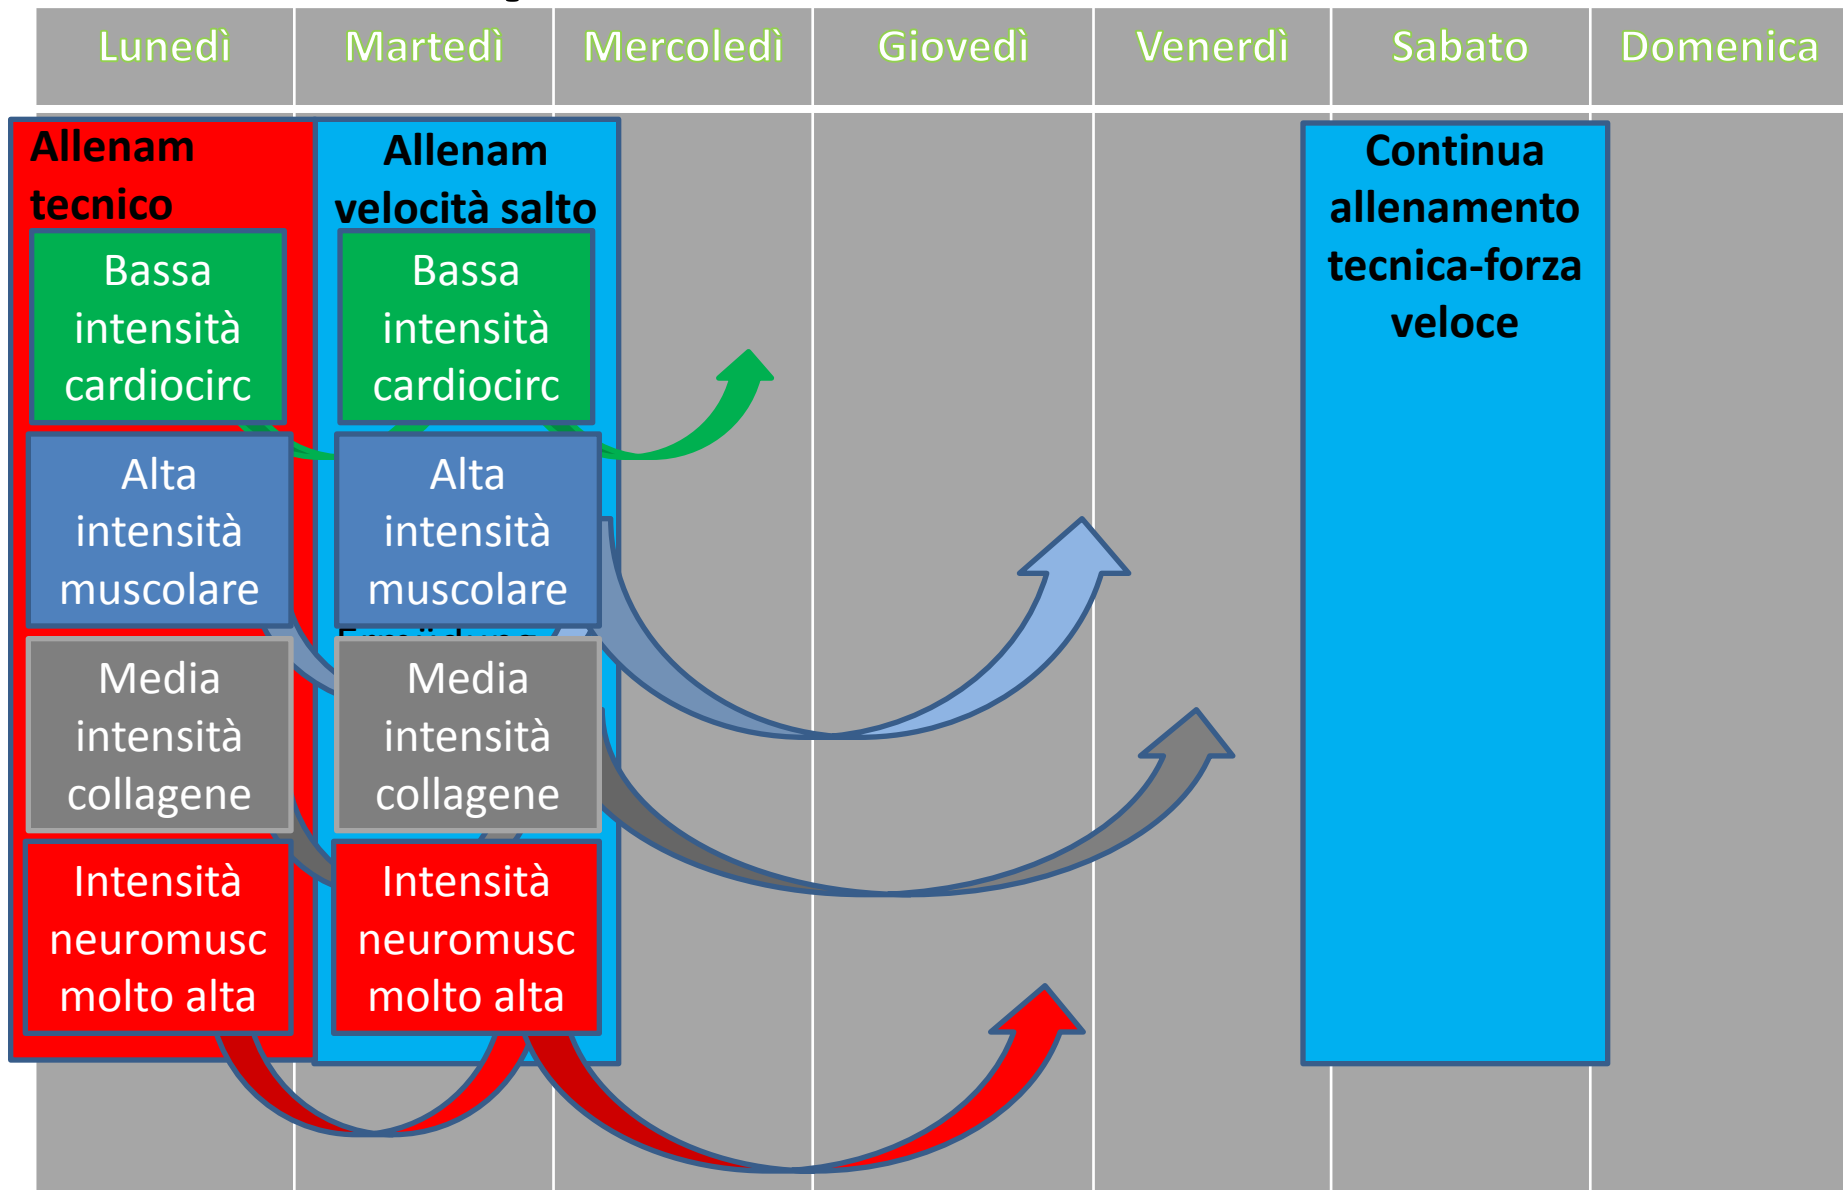 Lunedì Martedì Mercoledì Giovedì Venerdì Sabato Domenica
Allenam
tecnico
Bassa
intensità
cardiocirc
Alta
intensità
muscolare
Media
intensità
collagene
Intensità
neuromusc
molto alta
Allenam
velocità salto
Bassa
intensità
cardiocirc
Alta
intensità
muscolare
Media
intensità
collagene
Intensità
neuromusc
molto alta
Continua
allenamento
tecnica-forza
veloce